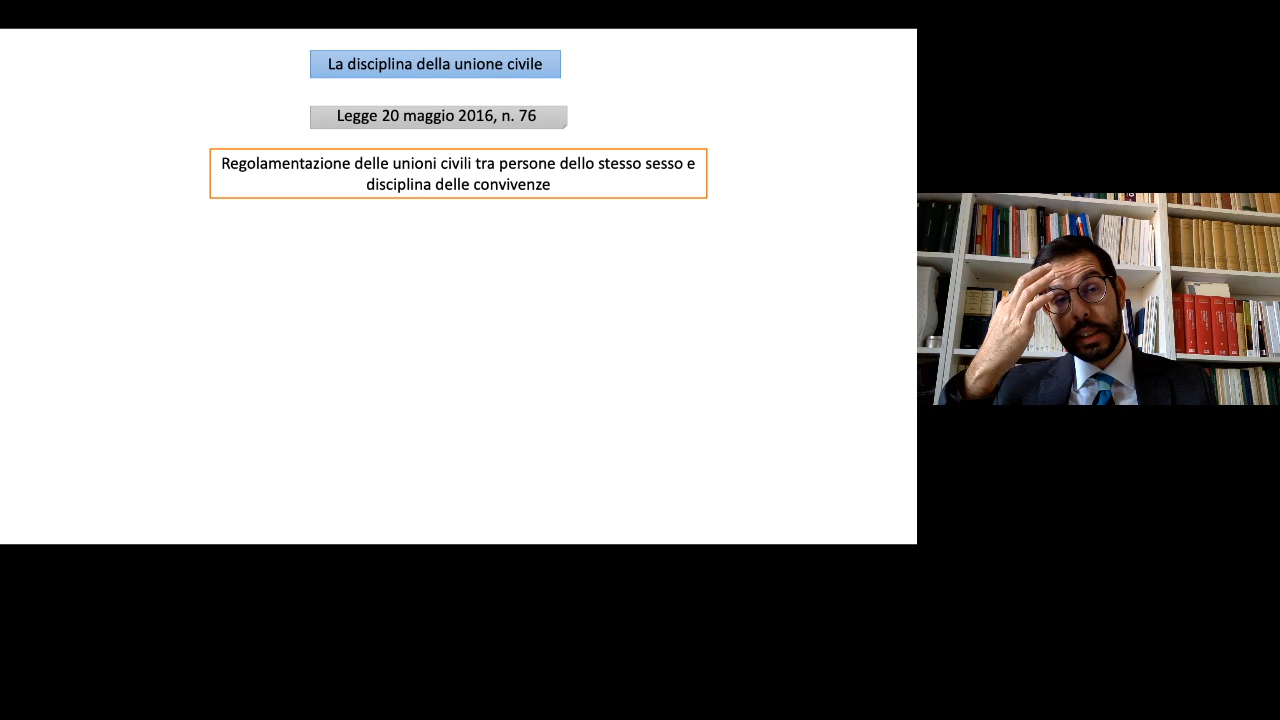 La disciplina della unione civile
Legge 20 maggio 2016, n. 76
Regolamentazione delle unioni civili tra persone dello stesso sesso e
disciplina delle convivenze